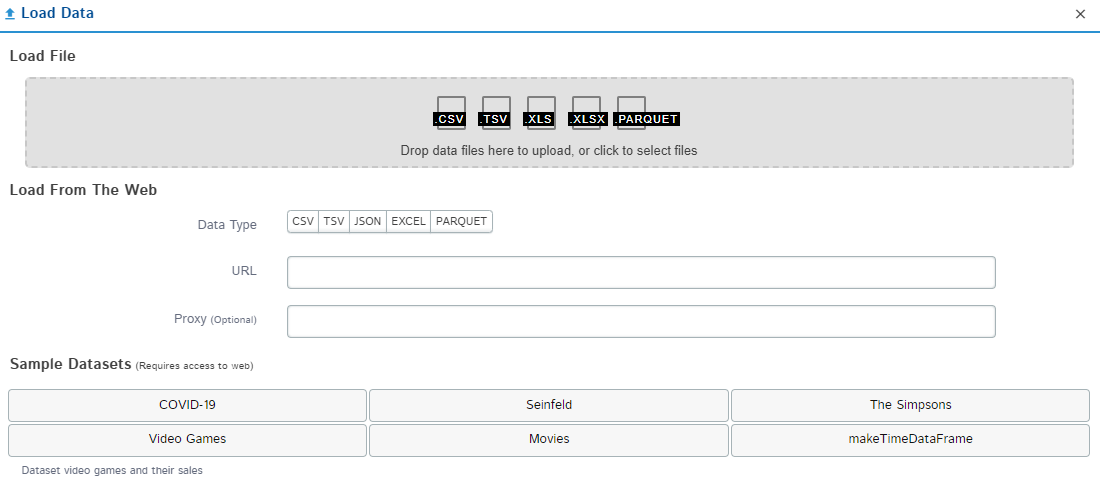 Load Data
Load File
.CSV .TSV .XLS .XLSX .PARQUET
Drop data files here to upload, or click to select files
Load From The Web
Data Type CSV TSV JSON EXCEL PARQUET
URL
Proxy (Optional)
Sample Datasets (Requires access to web)
COVID-19 Seinfeld The Simpsons
Video Games Movies makeTimeDataFrame
Dataset video games and their sales